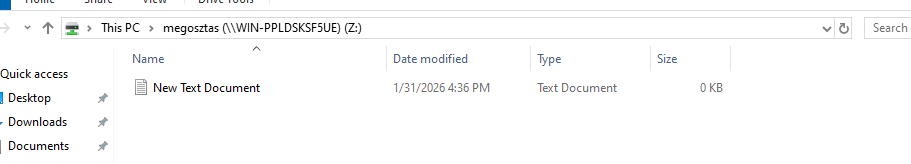 This PC > megosztas (\\WIN-PPLDSKSF5UE) (Z:)
Search
Name Date modified Type Size
Quick access
New Text Document 1/31/2026 4:36 PM Text Document 0 KB
Desktop
Downloads
Documents